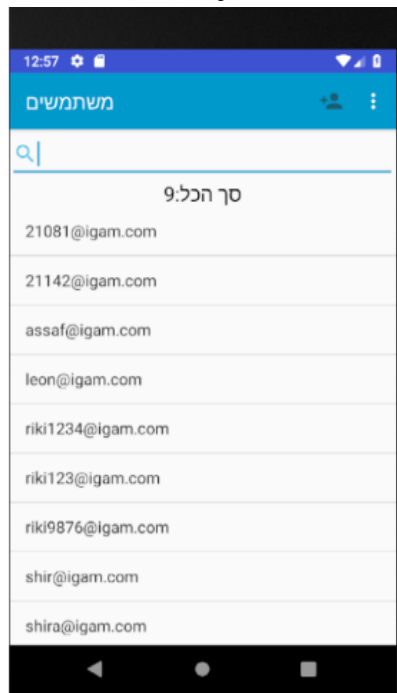 12:57
משתמשים
סך הכל:9
21081@igam.com
21142@igam.com
assaf@igam.com
leon@igam.com
riki1234@igam.com
riki123@igam.com
riki9876@igam.com
shir@igam.com
shira@igam.com